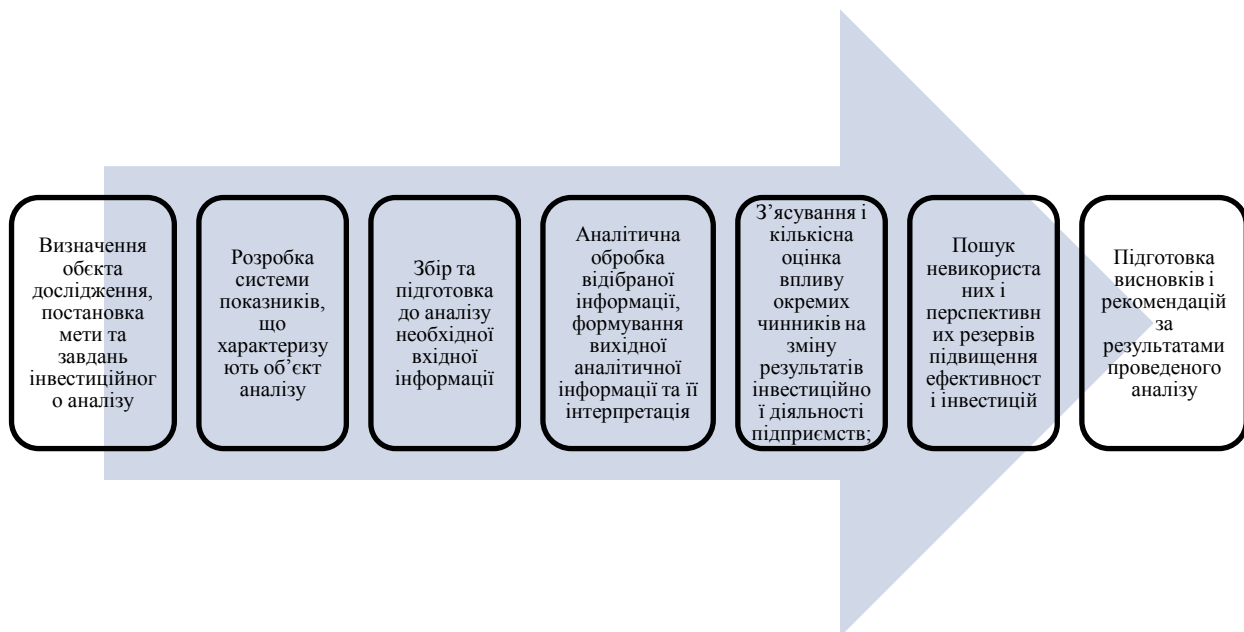 Визначення
обєкта
дослідження,
постановка
мети та
завдань
інвестиційног
о аналізу
Розробка
системи
показників,
що
характеризу
ють об’єкт
аналізу
Збір та
підготовка
до аналізу
необхідної
вхідної
інформації
Аналітична
обробка
відібраної
інформації,
формування
вихідної
аналітичної
інформації та її
інтерпретація
З’ясування і
кількісна
оцінка
впливу
окремих
чинників на
зміну
результатів
інвестиційно
ї діяльності
підприємств;
Пошук
невикориста
них і
перспективн
их резервів
підвищення
ефективност
і інвестицій
Підготовка
висновків і
рекомендацій
за
результатами
проведеного
аналізу